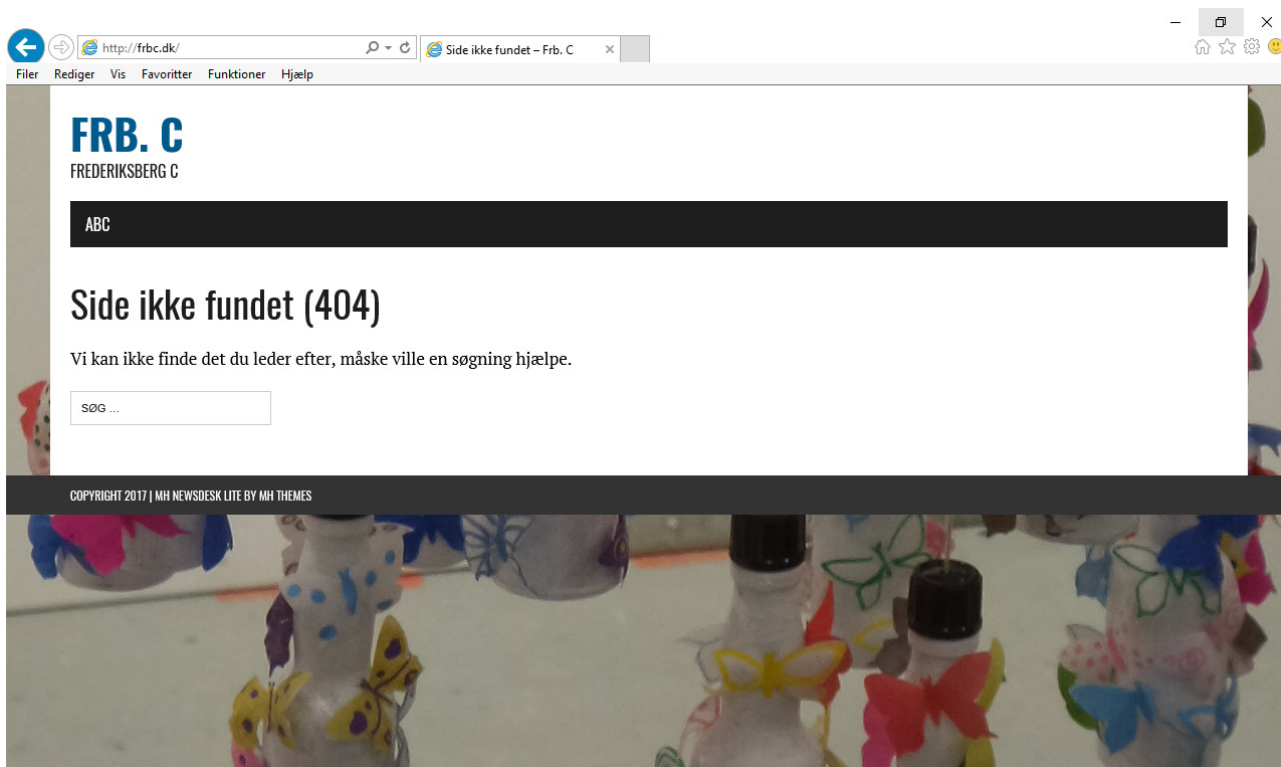 http://frbc.dk/
Side ikke fundet – Frb. C
Filer Rediger Vis Favoritter Funktioner Hjælp
FRB. C
FREDERIKSBERG C
ABC
Side ikke fundet (404)
Vi kan ikke finde det du leder efter, måske ville en søgning hjælpe.
SØG ...
COPYRIGHT 2017 | MH NEWSDESK LITE BY MH THEMES